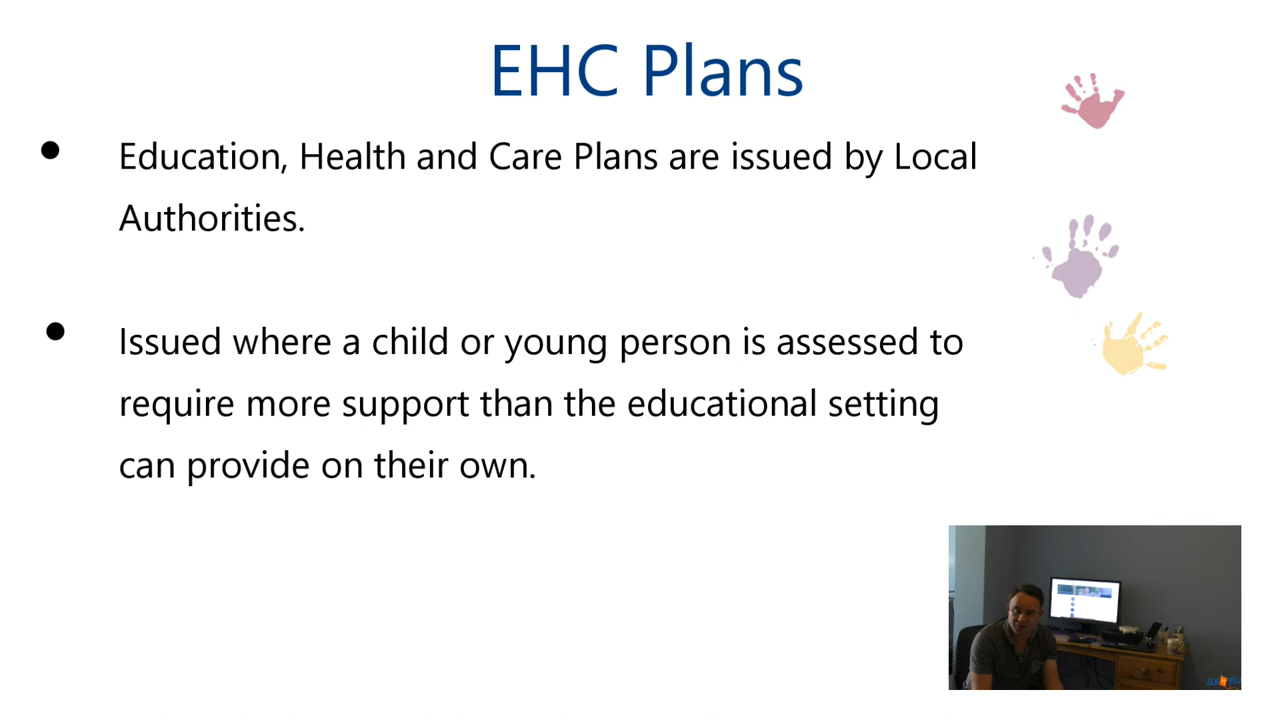 EHC Plans
• Education, Health and Care Plans are issued by Local
Authorities.
• Issued where a child or young person is assessed to
require more support than the educational setting
can provide on their own.